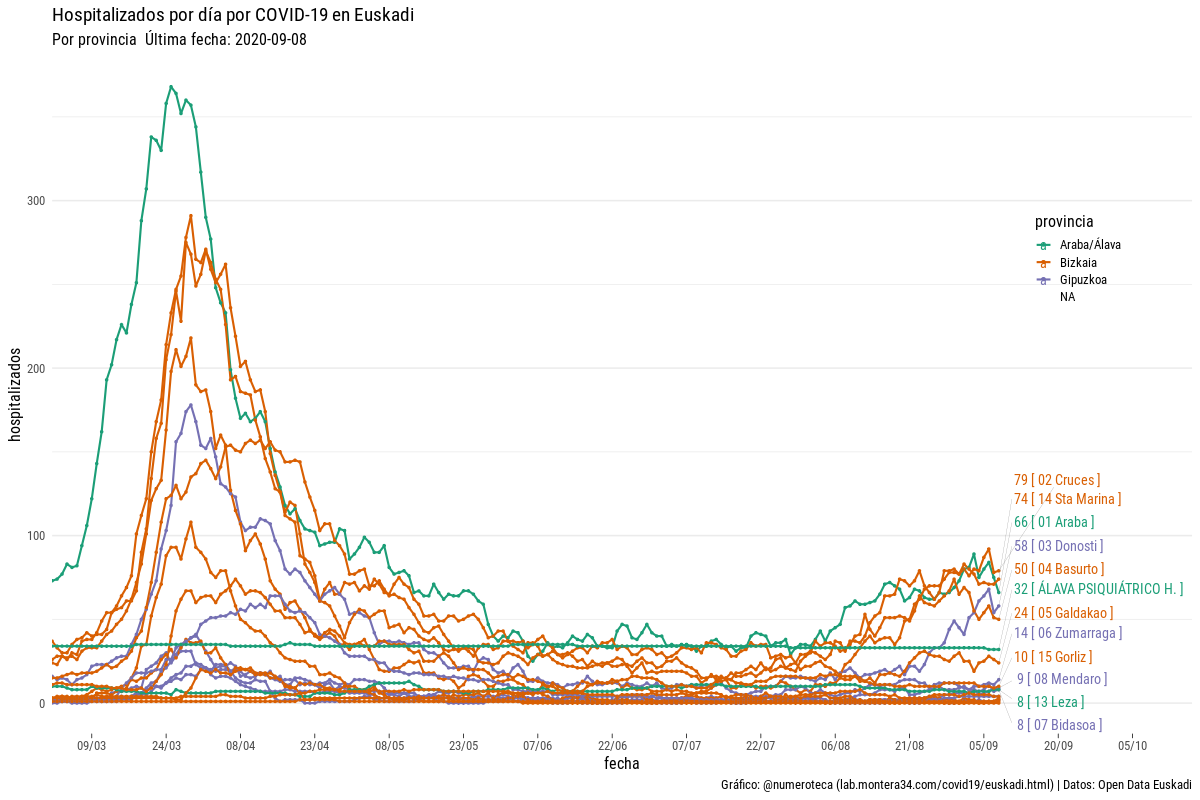 Hospitalizados por día por COVID-19 en Euskadi
Por provincia Última fecha: 2020-09-08
hospitalizados
300
200
100
0
provincia
Araba/Álava
Bizkaia
Gipuzkoa
NA
79 [ 02 Cruces ]
74 [ 14 Sta Marina ]
66 [ 01 Araba ]
58 [ 03 Donosti ]
50 [ 04 Basurto ]
32 [ ÁLAVA PSIQUIÁTRICO H. ]
24 [ 05 Galdakao ]
14 [ 06 Zumarraga ]
10 [ 15 Gorliz ]
9 [ 08 Mendaro ]
8 [ 13 Leza ]
8 [ 07 Bidasoa ]
09/03 24/03 08/04 23/04 08/05 23/05 07/06 22/06 07/07 22/07 06/08 21/08 05/09 20/09 05/10
fecha
Gráfico: @numeroteca (lab.montera34.com/covid19/euskadi.html) | Datos: Open Data Euskadi